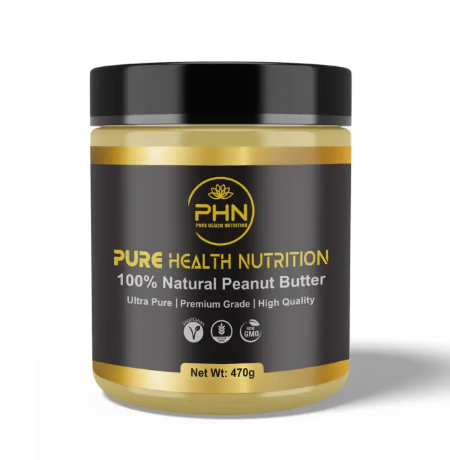 PHN
PURE HEALTH NUTRITION
PURE HEALTH NUTRITION
100% Natural Peanut Butter
Ultra Pure | Premium Grade | High Quality
NON
GMO
Net Wt: 470g